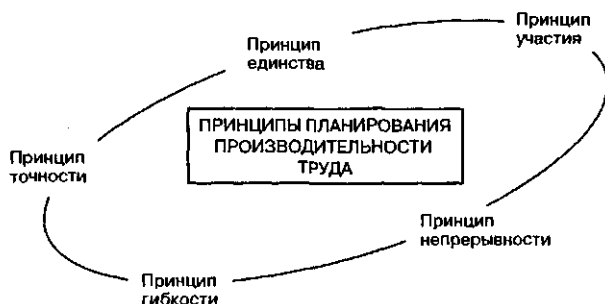 Принцип
участия
Принцип
единства
ПРИНЦИПЫ ПЛАНИРОВАНИЯ
ПРОИЗВОДИТЕЛЬНОСТИ
ТРУДА
Принцип
точности
Принцип
непрерывности
Принцип
гибкости